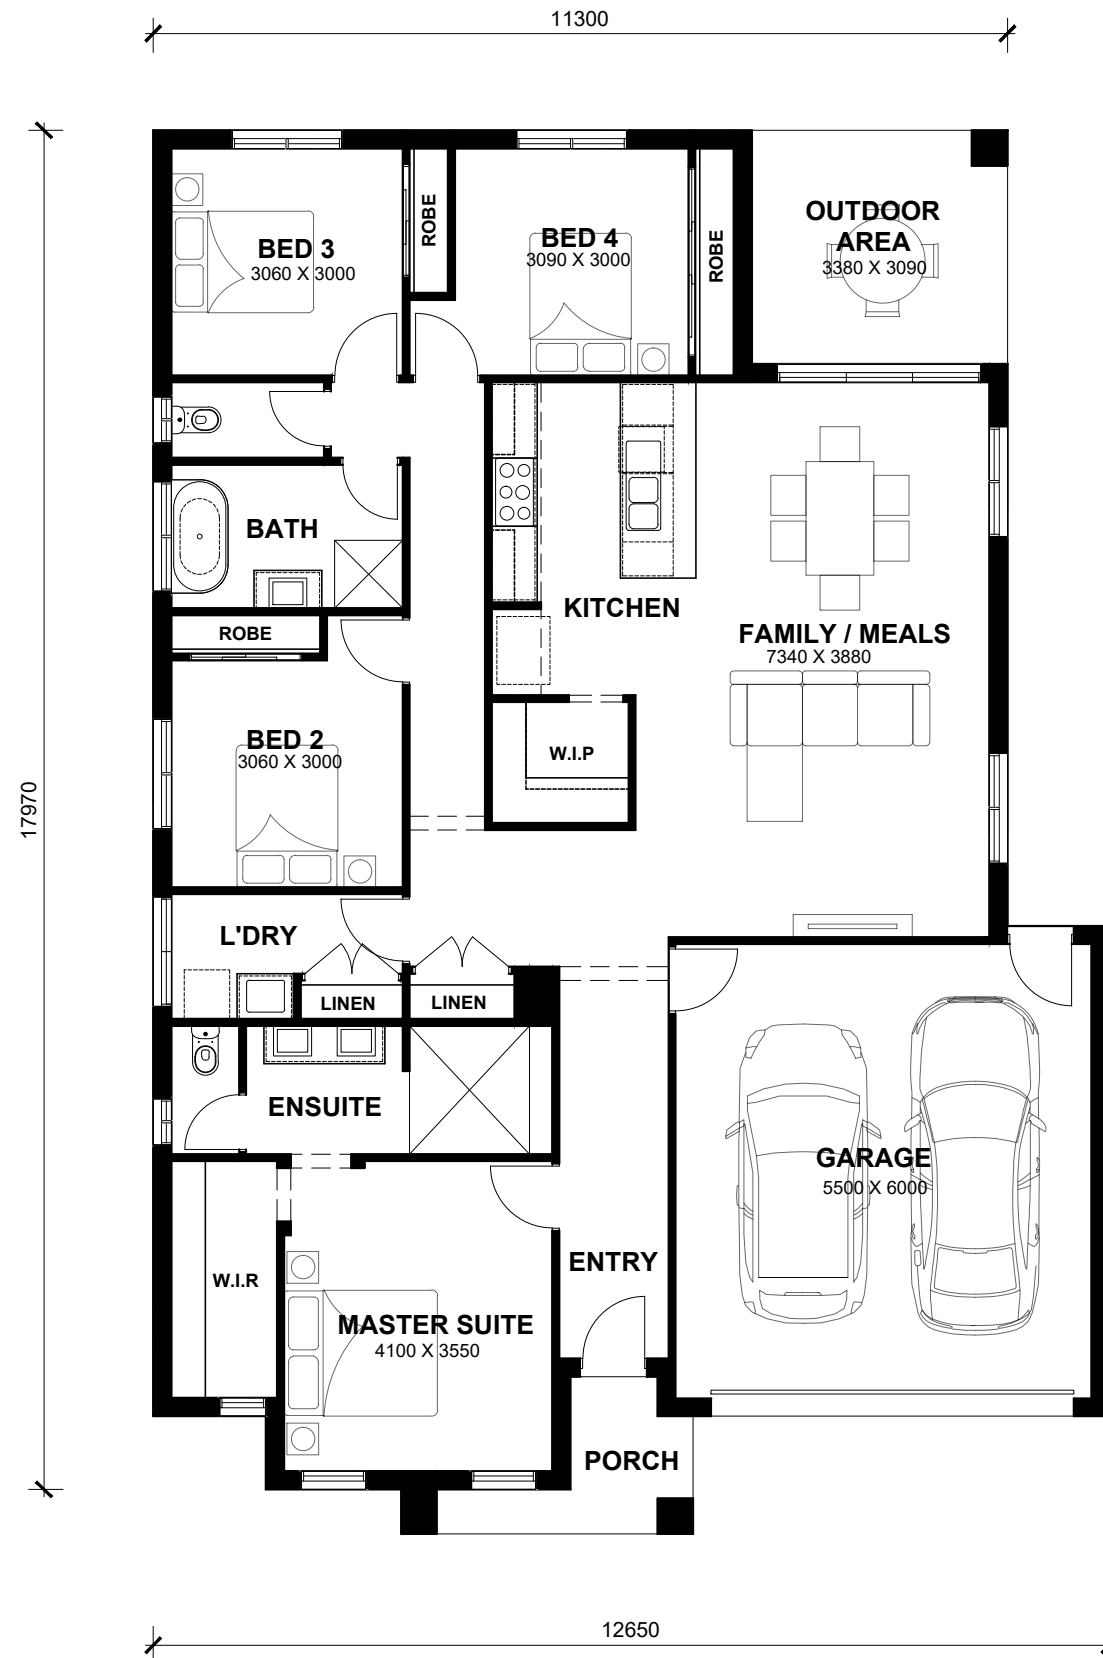 11300
OUTDOOR
AREA
3380 X 3090
BED 3
3060 X 3000
ROBE
BED 4
3090 X 3000
ROBE
BATH
KITCHEN
FAMILY / MEALS
7340 X 3880
ROBE
BED 2
3060 X 3000
W.I.P
17970
L'DRY
LINEN
LINEN
ENSUITE
GARAGE
5500 X 6000
W.I.R
ENTRY
MASTER SUITE
4100 X 3550
PORCH
12650